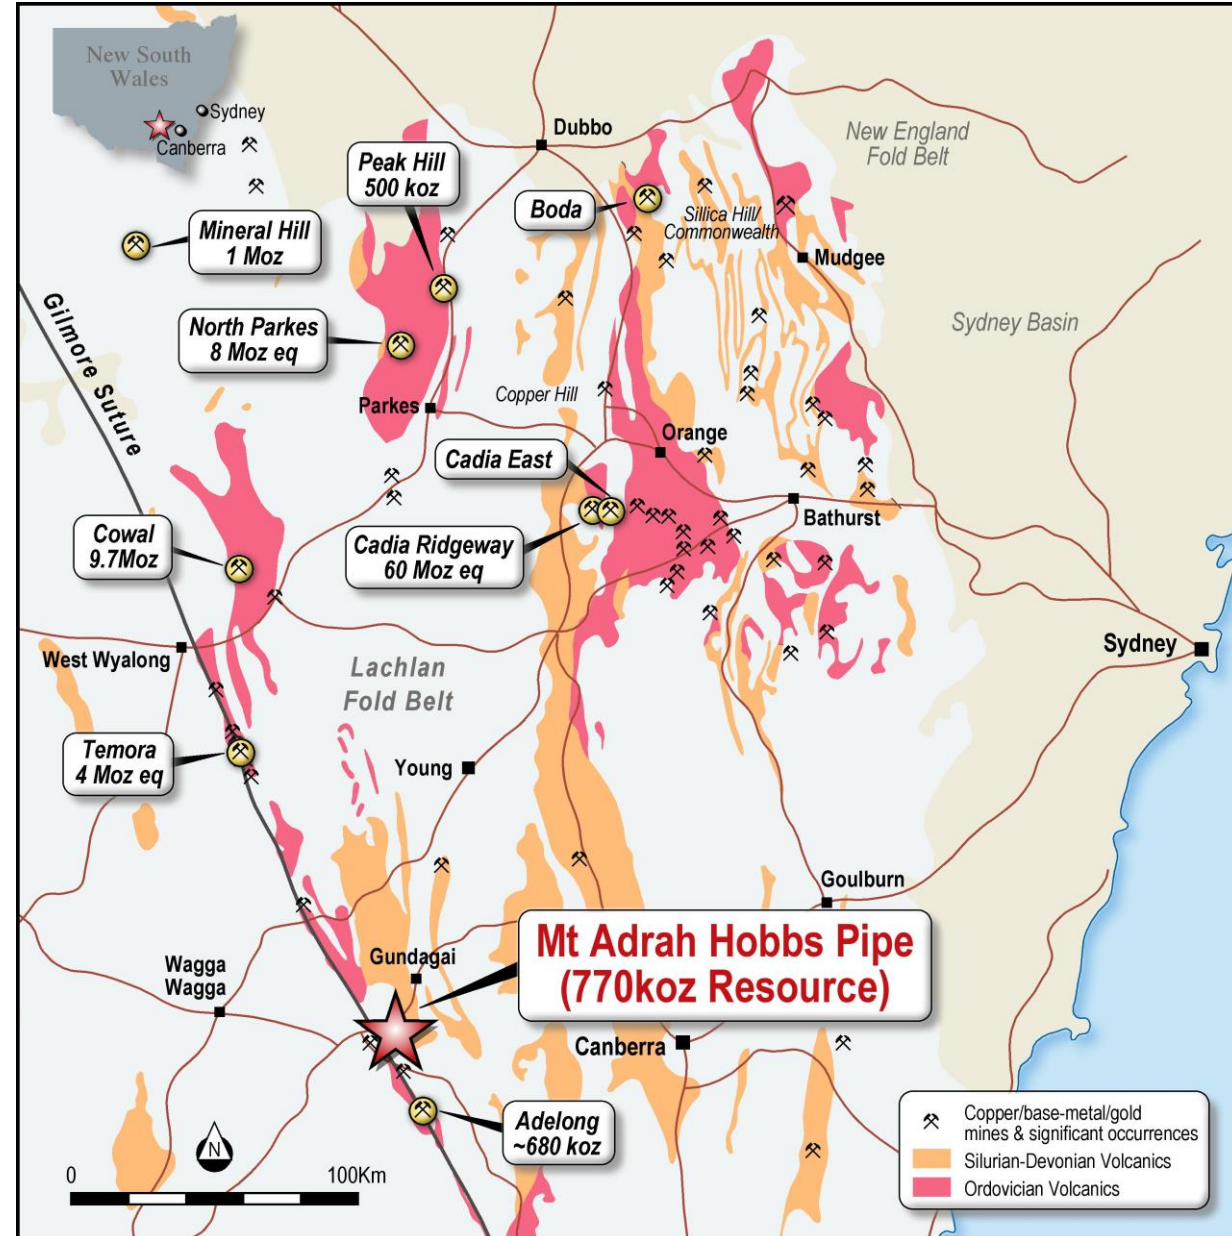 New South
Wales
Sydney
Canberra
Dubbo
New England
Fold Belt
Peak Hill
500 koz
Boda
Sillica Hill/
Commonwealth
Mineral Hill
1 Moz
Mudgee
Gilmore Suture
North Parkes
8 Moz eq
Sydney Basin
Parkes
Copper Hill
Orange
Cadia East
Bathurst
Cowal
9.7Moz
Cadia Ridgeway
60 Moz eq
West Wyalong
Lachlan
Fold Belt
Sydney
Temora
4 Moz eq
Young
Goulburn
Mt Adrah Hobbs Pipe
(770koz Resource)
Gundagai
Wagga
Wagga
Canberra
Adelong
~680 koz
N
0
100Km
Copper/base-metal/gold
mines & significant occurrences
Silurian-Devonian Volcanics
Ordovician Volcanics